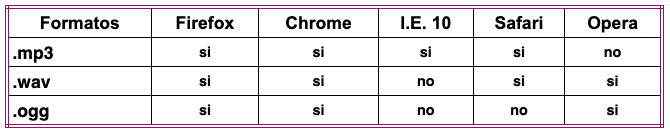 Formatos Firefox Chrome I.E. 10 Safari Opera
.mp3 si si si si no
.wav si si no si si
.ogg si si no no si